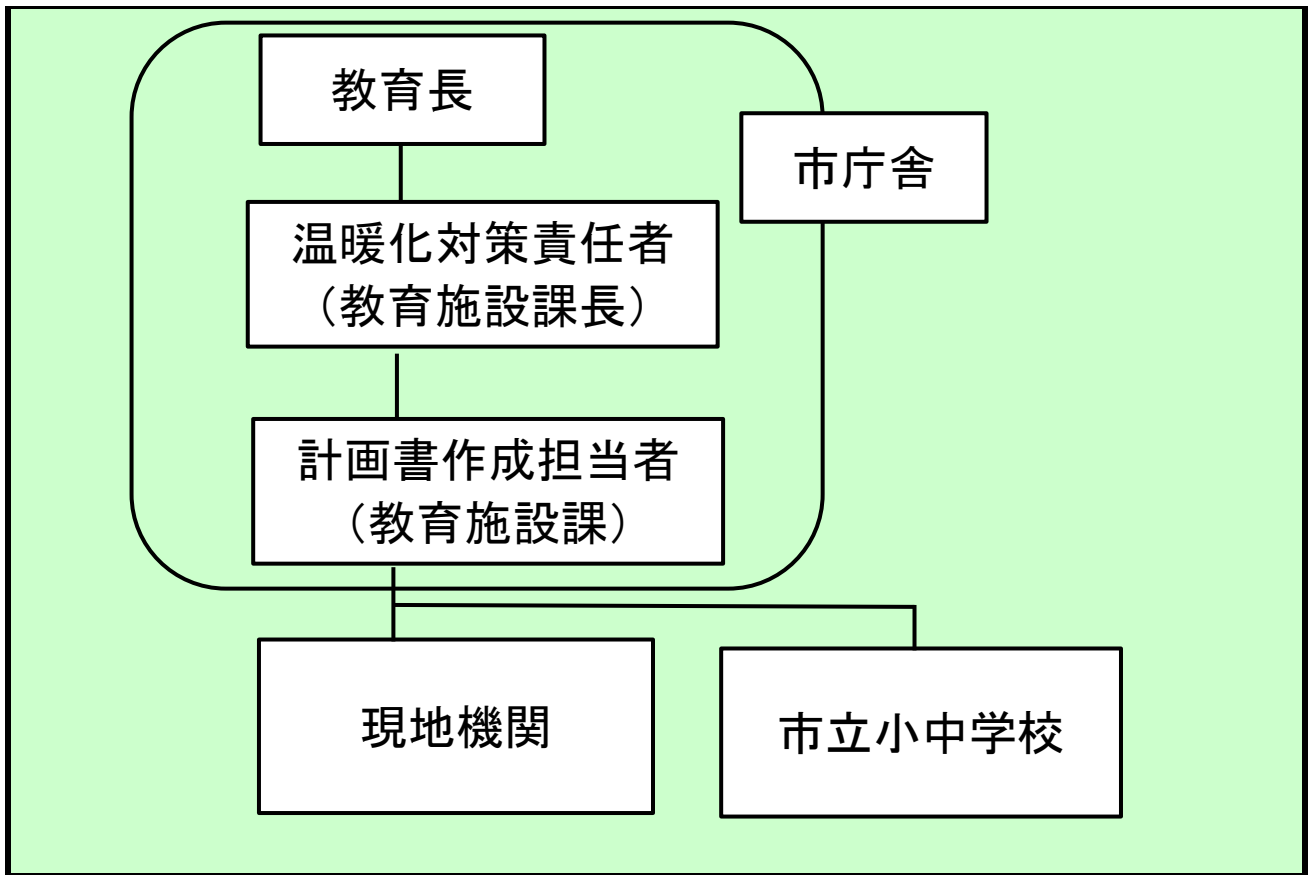 教育長
市庁舎
温暖化対策責任者
（教育施設課長）
計画書作成担当者
（教育施設課）
現地機関
市立小中学校